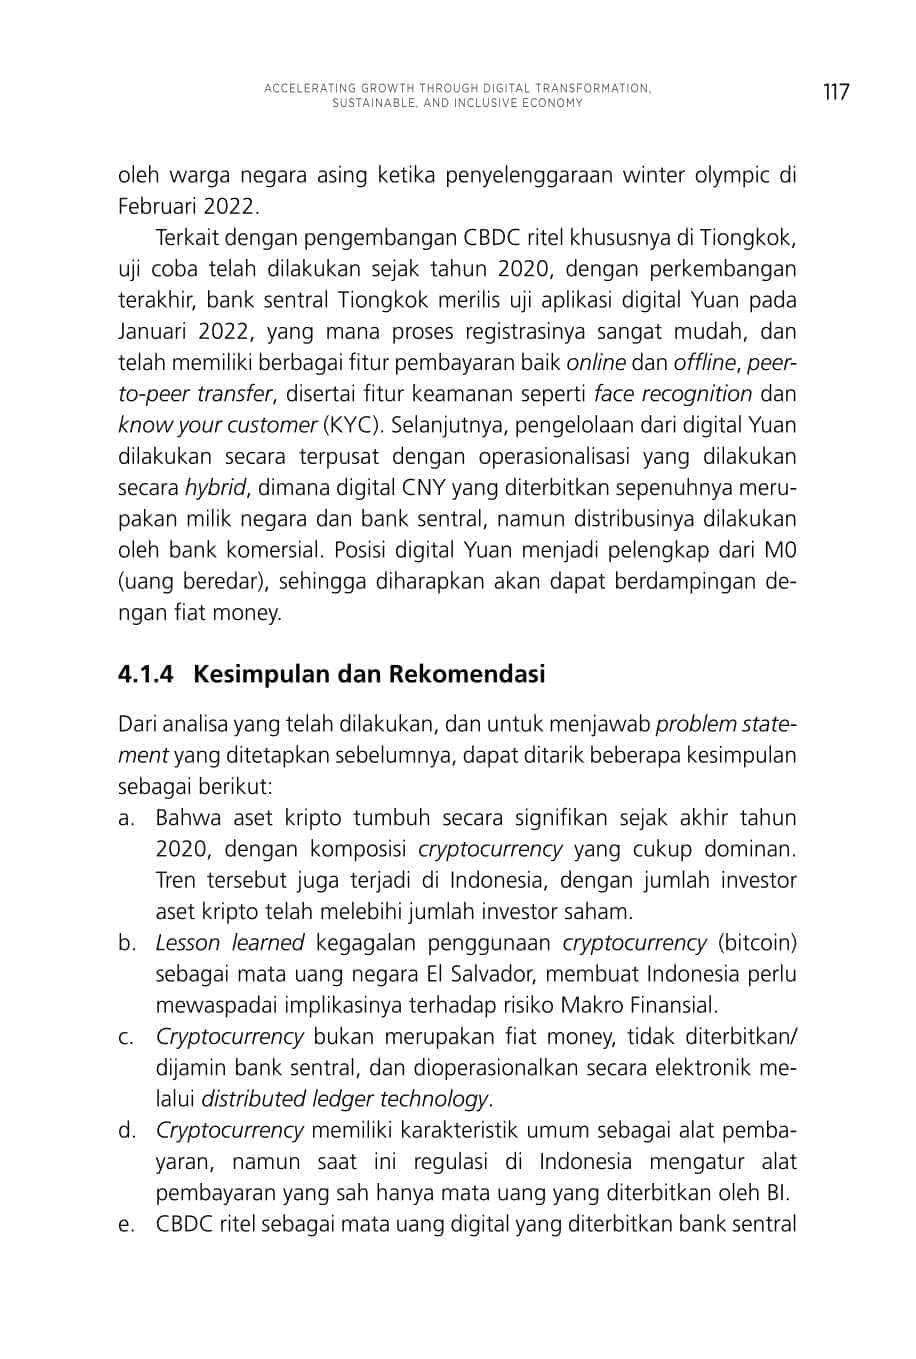 ACCELERATING GROWTH THROUGH DIGITAL TRANSFORMATION,
SUSTAINABLE, AND INCLUSIVE ECONOMY
117
oleh warga negara asing ketika penyelenggaraan winter olympic di
Februari 2022.
Terkait dengan pengembangan CBDC ritel khususnya di Tiongkok,
uji coba telah dilakukan sejak tahun 2020, dengan perkembangan
terakhir, bank sentral Tiongkok merilis uji aplikasi digital Yuan pada
Januari 2022, yang mana proses registrasinya sangat mudah, dan
telah memiliki berbagai fitur pembayaran baik online dan offline, peer-
to-peer transfer, disertai fitur keamanan seperti face recognition dan
know your customer (KYC). Selanjutnya, pengelolaan dari digital Yuan
dilakukan secara terpusat dengan operasionalisasi yang dilakukan
secara hybrid, dimana digital CNY yang diterbitkan sepenuhnya meru-
pakan milik negara dan bank sentral, namun distribusinya dilakukan
oleh bank komersial. Posisi digital Yuan menjadi pelengkap dari M0
(uang beredar), sehingga diharapkan akan dapat berdampingan de-
ngan fiat money.
4.1.4 Kesimpulan dan Rekomendasi
Dari analisa yang telah dilakukan, dan untuk menjawab problem state-
ment yang ditetapkan sebelumnya, dapat ditarik beberapa kesimpulan
sebagai berikut:
a. Bahwa aset kripto tumbuh secara signifikan sejak akhir tahun
2020, dengan komposisi cryptocurrency yang cukup dominan.
Tren tersebut juga terjadi di Indonesia, dengan jumlah investor
aset kripto telah melebihi jumlah investor saham.
b. Lesson learned kegagalan penggunaan cryptocurrency (bitcoin)
sebagai mata uang negara El Salvador, membuat Indonesia perlu
mewaspadai implikasinya terhadap risiko Makro Finansial.
c. Cryptocurrency bukan merupakan fiat money, tidak diterbitkan/
dijamin bank sentral, dan dioperasionalkan secara elektronik me-
lalui distributed ledger technology.
d. Cryptocurrency memiliki karakteristik umum sebagai alat pemba-
yaran, namun saat ini regulasi di Indonesia mengatur alat
pembayaran yang sah hanya mata uang yang diterbitkan oleh BI.
e. CBDC ritel sebagai mata uang digital yang diterbitkan bank sentral